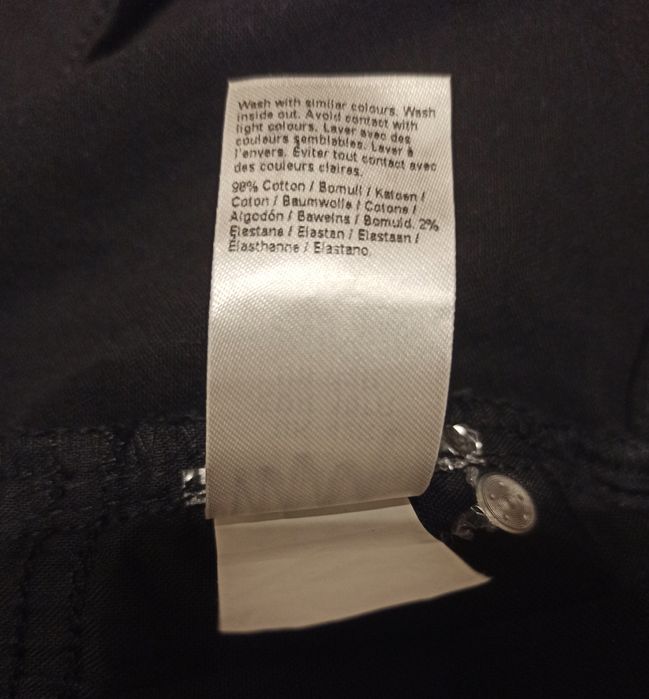 Wash with similar colours. Wash
inside out. Avoid contact with
light colours. Laver avec des
couleurs semblables. Laver à
l'envers. Éviter tout contact avec
des couleurs claires.
98% Cotton / Bomull / Katoen /
Coton / Baumwolle / Cotone /
Algodón / Bawełna / Bomuld. 2%
Elastane / Elastan / Elastaan /
Élasthanne / Elastano.